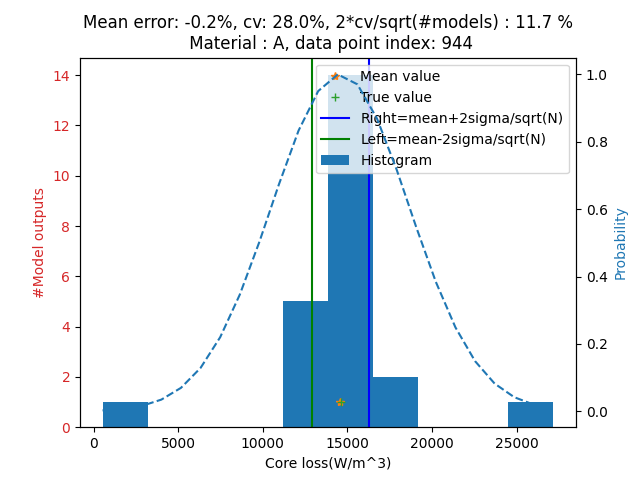 Mean error: -0.2%, cv: 28.0%, 2*cv/sqrt(#models) : 11.7 %
Material : A, data point index: 944
Mean value
True value
Right=mean+2sigma/sqrt(N)
Left=mean-2sigma/sqrt(N)
Histogram
#Model outputs
14
12
10
8
6
4
2
0
Probability
1.0
0.8
0.6
0.4
0.2
0.0
0 5000 10000 15000 20000 25000
Core loss(W/m^3)